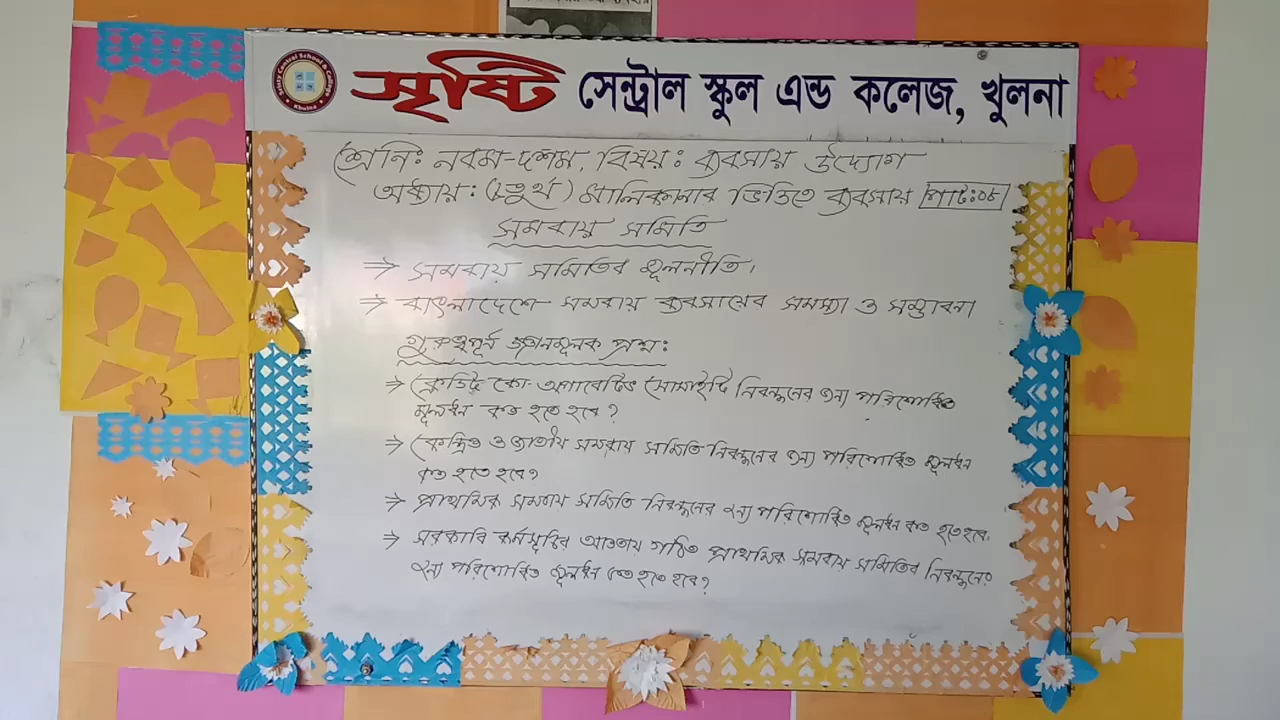 সৃষ্টি সেন্ট্রাল স্কুল এন্ড কলেজ, খুলনা
শ্রেনিঃ নবম-দশম, বিষয়ঃ ব্যবসায় উদ্যোগ
অধ্যায়ঃ (চতুর্থ) মালিকানার ভিত্তিতে ব্যবসায় পাঠঃ০৮
সমবায় সমিতি
⇒ সমবায় সমিতির মূলনীতি।
⇒ বাংলাদেশে সমবায় ব্যবসায়ের সমস্যা ও সম্ভাবনা
গুরুত্বপূর্ণ জ্ঞানমূলক প্রশ্নঃ
→ ক্রেডিট কো-অপারেটিভ সোসাইটি নিবন্ধনের জন্য পরিশোধিত
মূলধন কত হতে হবে?
→ কেন্দ্রিত ও জাতীয় সমবায় সমিতি নিবন্ধনের জন্য পরিশোধিত মূলধন
কত হতে হবে?
→ প্রাথমিক সমবায় সমিতি নিবন্ধনের জন্য পরিশোধিত মূলধন কত হতে হবে.
→ সরকারি কর্মসূচির আওতায় গঠিত প্রাথমিক সমবায় সমিতির নিবন্ধনের
জন্য পরিশোধিত মূলধন কত হতে হবে?